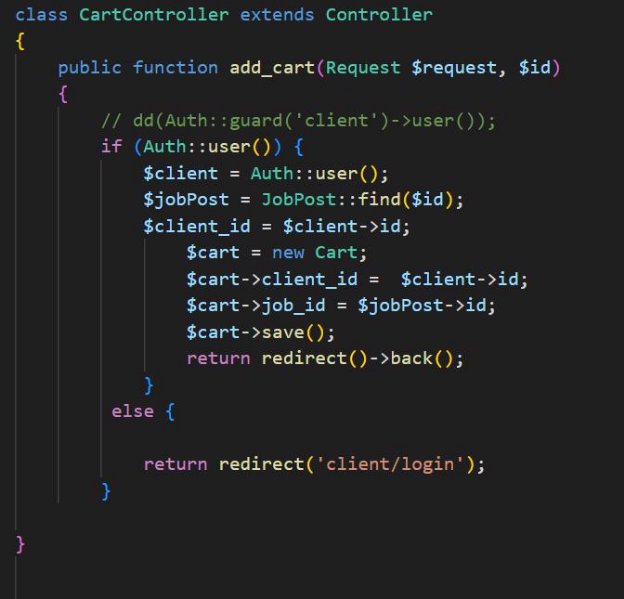 class CartController extends Controller
{
    public function add_cart(Request $request, $id)
    {
        // dd(Auth::guard('client')->user());
        if (Auth::user()) {
            $client = Auth::user();
            $jobPost = JobPost::find($id);
            $client_id = $client->id;
                $cart = new Cart;
                $cart->client_id =  $client->id;
                $cart->job_id = $jobPost->id;
                $cart->save();
                return redirect()->back();
            }
         else {
            return redirect('client/login');
        }
}